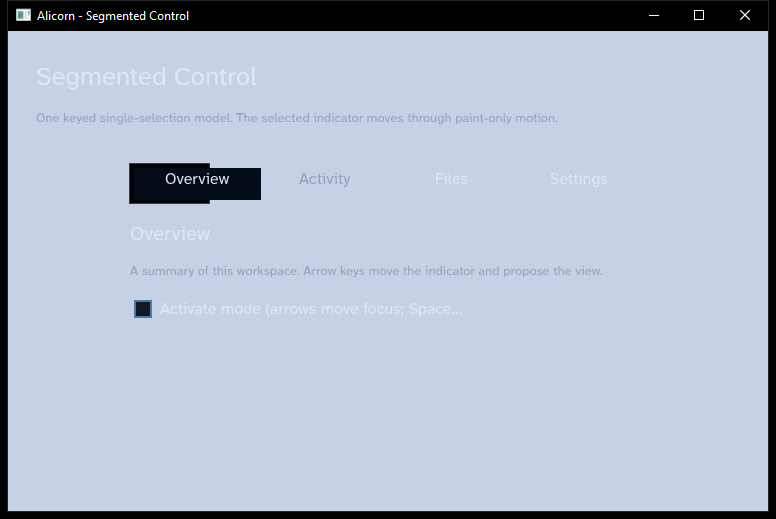 Alicorn - Segmented Control
Segmented Control
One keyed single-selection model. The selected indicator moves through paint-only motion.
Overview Activity Files Settings
Overview
A summary of this workspace. Arrow keys move the indicator and propose the view.
Activate mode (arrows move focus; Space...